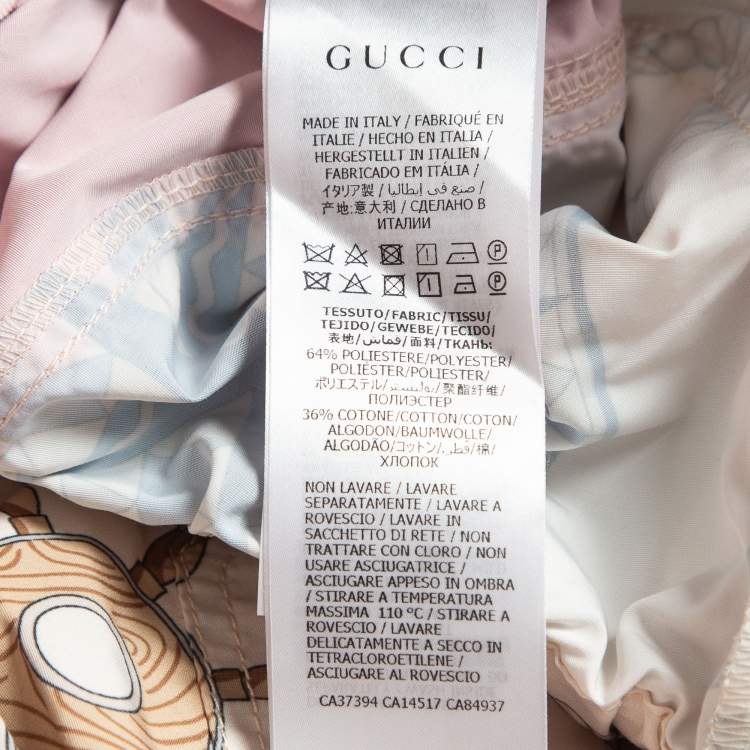 GUCCI
MADE IN ITALY / FABRIQUÉ EN
ITALIE / HECHO EN ITALIA /
HERGESTELLT IN ITALIEN /
FABRICADO EM ITÁLIA /
イタリア製 / صنع في إيطاليا /
产地:意大利 / СДЕЛАНО В
ИТАЛИИ
P
P
TESSUTO/FABRIC/TISSU/
TEJIDO/GEWEBE/TECIDO/
表地/قماش/面料/ТКАНЬ:
64% POLIESTERE/POLYESTER/
POLIÉSTER/POLIESTER/
ポリエステル/بوليستر/聚酯纤维/
ПОЛИЭСТЕР
36% COTONE/COTTON/COTON/
ALGODON/BAUMWOLLE/
ALGODÃO/コットン/قطن/棉/
ХЛОПОК
NON LAVARE / LAVARE
SEPARATAMENTE / LAVARE A
ROVESCIO / LAVARE IN
SACCHETTO DI RETE / NON
TRATTARE CON CLORO / NON
USARE ASCIUGATRICE /
ASCIUGARE APPESO IN OMBRA
/ STIRARE A TEMPERATURA
MASSIMA 110 °C / STIRARE A
ROVESCIO / LAVARE
DELICATAMENTE A SECCO IN
TETRACLOROETILENE /
ASCIUGARE AL ROVESCIO
CA37394 CA14517 CA84937